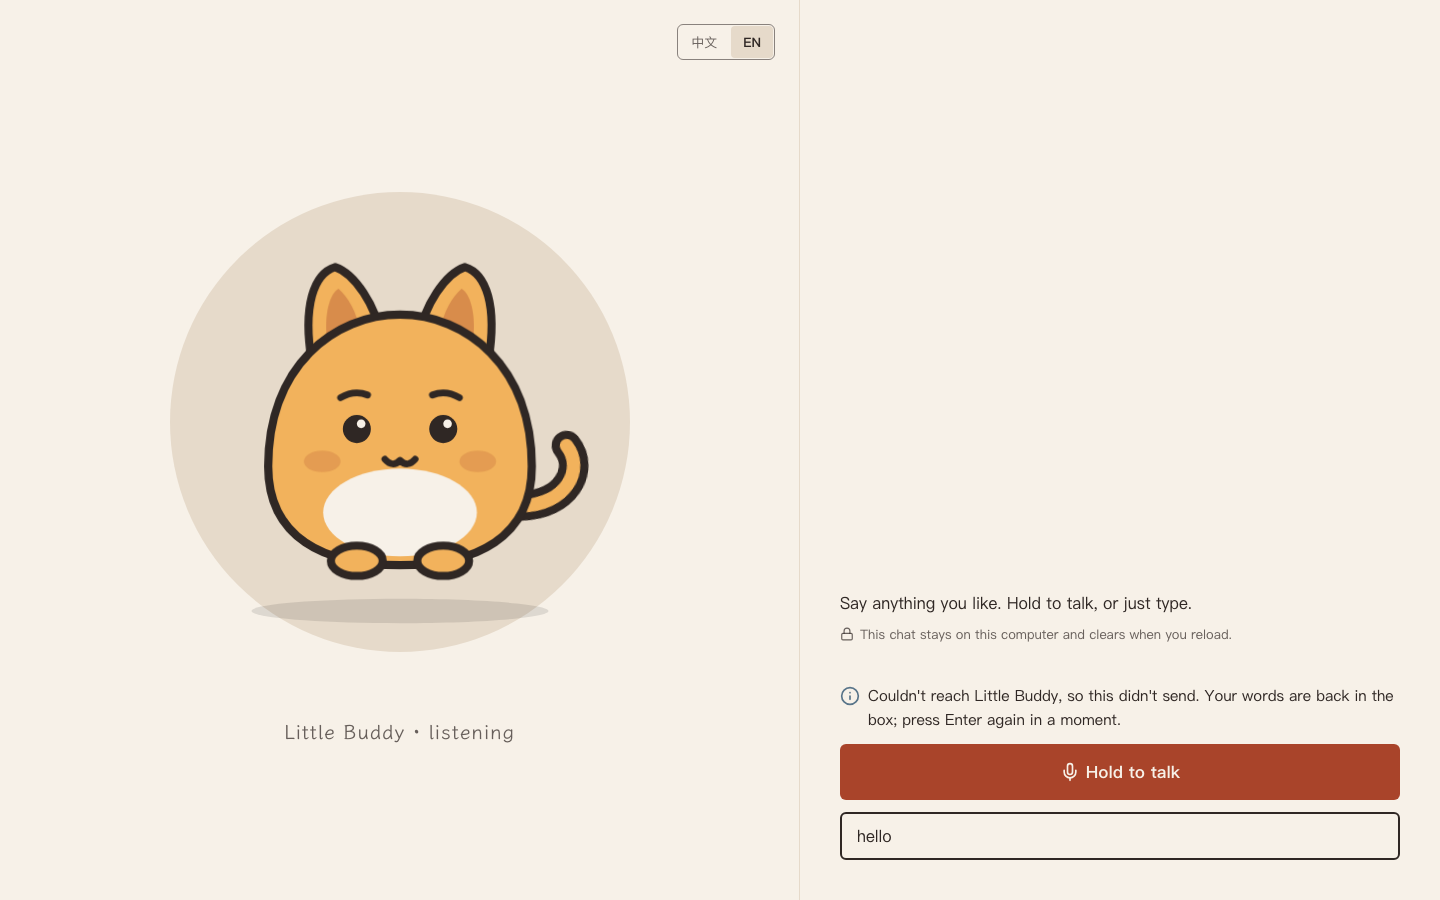 中文 EN
Little Buddy • listening
Say anything you like. Hold to talk, or just type.
This chat stays on this computer and clears when you reload.
Couldn't reach Little Buddy, so this didn't send. Your words are back in the
box; press Enter again in a moment.
Hold to talk
hello